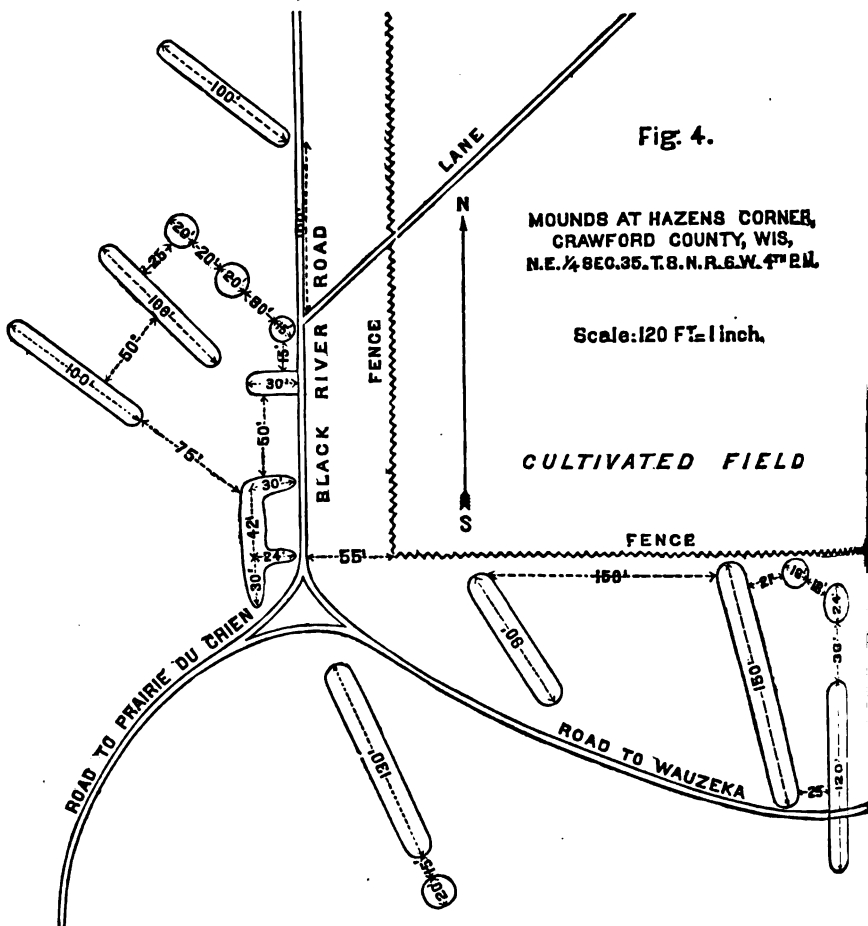 Fig. 4.
MOUNDS AT HAZENS CORNER,
CRAWFORD COUNTY, WIS,
N.E.¼ SEC.35.T.8.N.R.6.W.4TH P.M.
Scale:120 FT=1 inch.
N
S
CULTIVATED FIELD
FENCE
FENCE
LANE
BLACK RIVER ROAD
ROAD TO PRAIRIE DU CHIEN
ROAD TO WAUZEKA
100'
20'
20'
20'
25'
50'
100'
75'
15'
30'
50'
30'
42'
24'
30'
55'
150'
90'
150'
21'
18'
18'
24'
120'
25'
130'
15'
20'